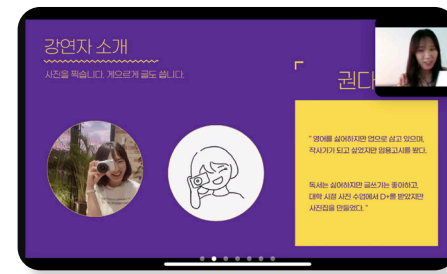 강연자 소개
사진을 찍습니다. 게으르게 글도 씁니다.
권다
"영어를 싫어하지만 업으로 삼고 있으며,
작사가가 되고 싶었지만 임용고시를 봤다.
독서는 싫어하지만 글쓰기는 좋아하고,
대학 시절 사진 수업에서 D+를 받았지만
사진집을 만들었다."